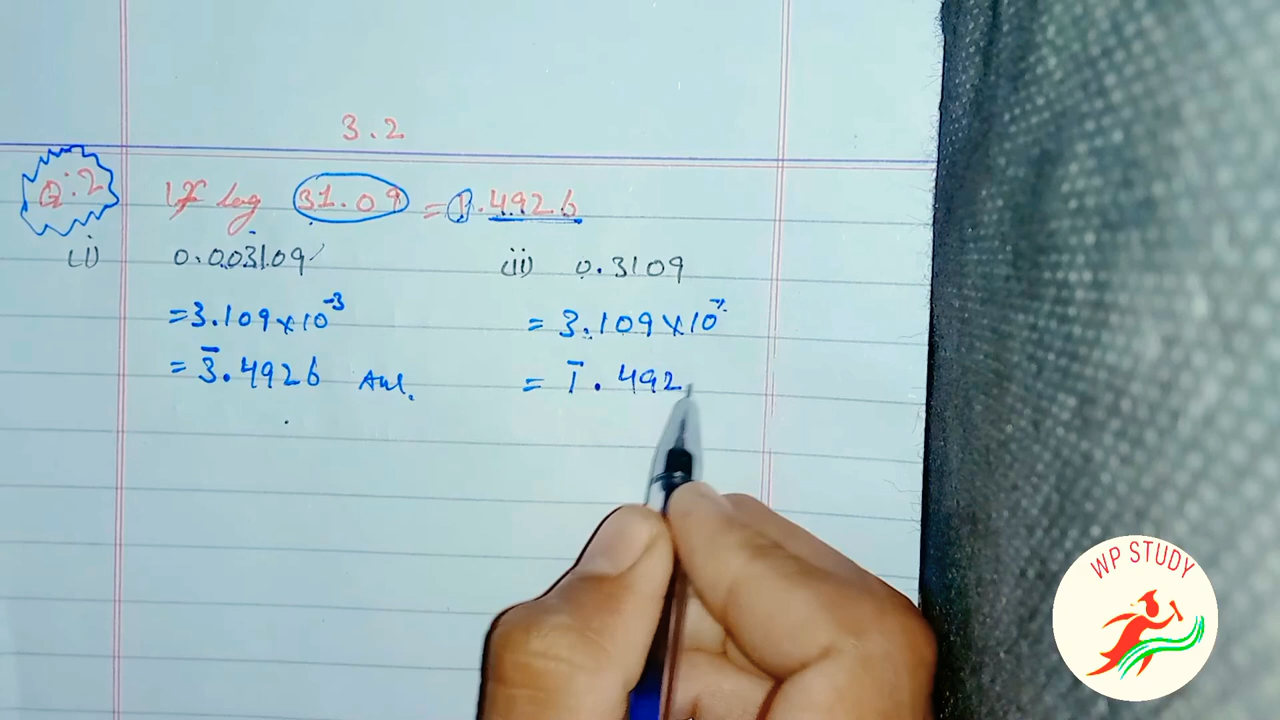 3.2
Q:2 If log 31.09 = 1.4926
(i) 0.003109 (ii) 0.3109
= 3.109 × 10⁻³ = 3.109 × 10⁻¹
= 3̄.4926 Ans. = 1̄.492
WP STUDY